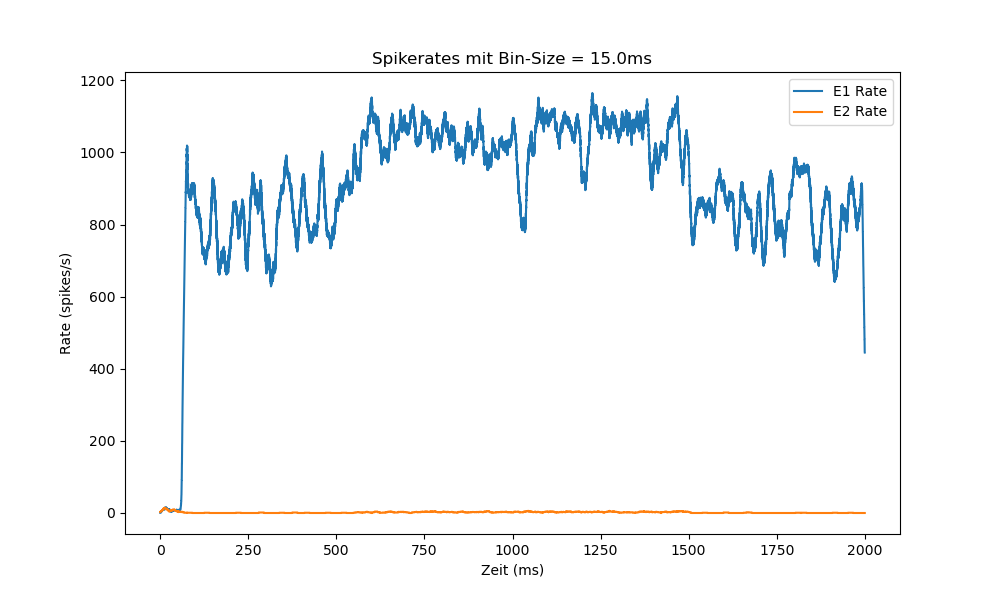 Spikerates mit Bin-Size = 15.0ms
E1 Rate
E2 Rate
1200
1000
800
600
400
200
0
Rate (spikes/s)
0 250 500 750 1000 1250 1500 1750 2000
Zeit (ms)